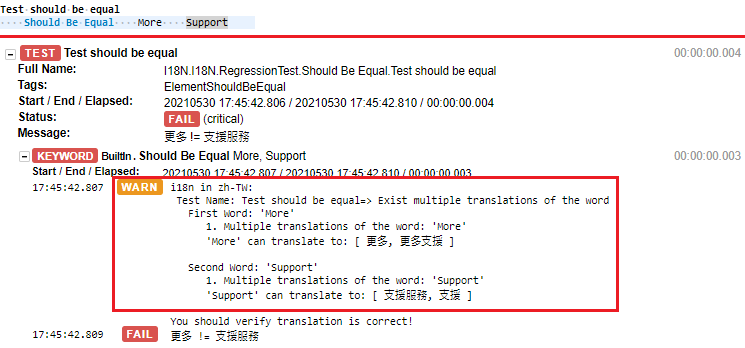 Test should be equal
Should Be Equal More Support
TEST Test should be equal 00:00:00.004
Full Name: I18N.I18N.RegressionTest.Should Be Equal.Test should be equal
Tags: ElementShouldBeEqual
Start / End / Elapsed: 20210530 17:45:42.806 / 20210530 17:45:42.810 / 00:00:00.004
Status: FAIL (critical)
Message: 更多 != 支援服務
KEYWORD BuiltIn. Should Be Equal More, Support 00:00:00.003
Start / End / Elapsed: 20210530 17:45:42.807 / 20210530 17:45:42.810 / 00:00:00.003
17:45:42.807 WARN i18n in zh-TW:
Test Name: Test should be equal=> Exist multiple translations of the word
First Word: 'More'
1. Multiple translations of the word: 'More'
'More' can translate to: [ 更多, 更多支援 ]
Second Word: 'Support'
1. Multiple translations of the word: 'Support'
'Support' can translate to: [ 支援服務, 支援 ]
You should verify translation is correct!
17:45:42.809 FAIL 更多 != 支援服務